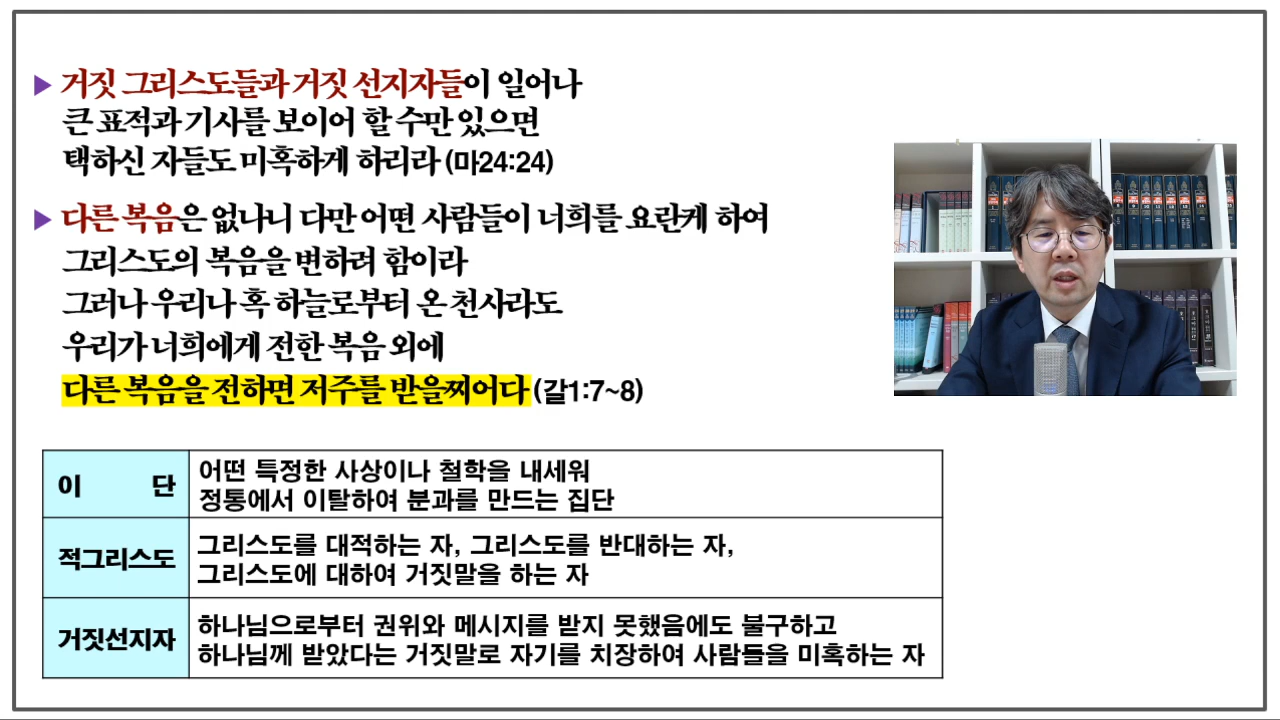 ▶ 거짓 그리스도들과 거짓 선지자들이 일어나
큰 표적과 기사를 보이어 할 수만 있으면
택하신 자들도 미혹하게 하리라 (마24:24)
▶ 다른 복음은 없나니 다만 어떤 사람들이 너희를 요란케 하여
그리스도의 복음을 변하려 함이라
그러나 우리나 혹 하늘로부터 온 천사라도
우리가 너희에게 전한 복음 외에
다른 복음을 전하면 저주를 받을찌어다 (갈1:7~8)
이 단
어떤 특정한 사상이나 철학을 내세워
정통에서 이탈하여 분과를 만드는 집단
적그리스도
그리스도를 대적하는 자, 그리스도를 반대하는 자,
그리스도에 대하여 거짓말을 하는 자
거짓선지자
하나님으로부터 권위와 메시지를 받지 못했음에도 불구하고
하나님께 받았다는 거짓말로 자기를 치장하여 사람들을 미혹하는 자